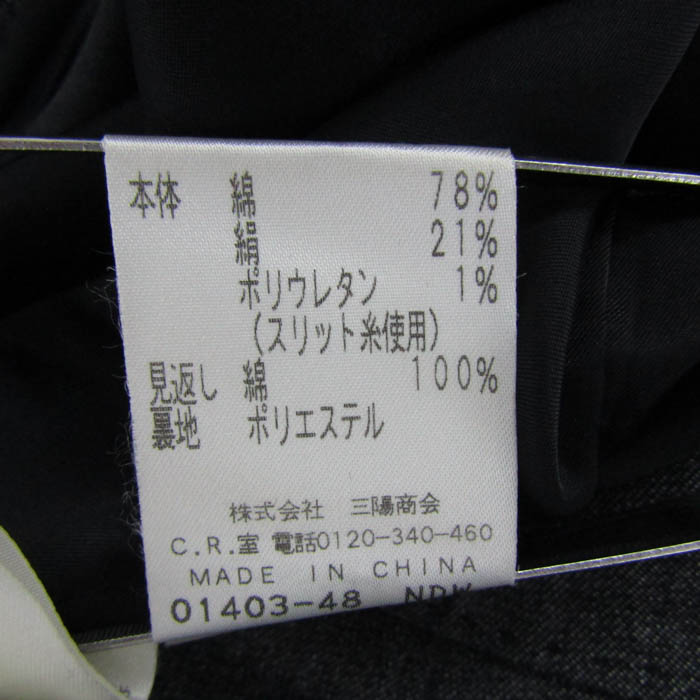 本体 綿 78%
絹 21%
ポリウレタン 1%
(スリット糸使用)
見返し 綿 100%
裏地 ポリエステル
株式会社 三陽商会
C.R.室 電話0120-340-460
MADE IN CHINA
01403-48 NDW